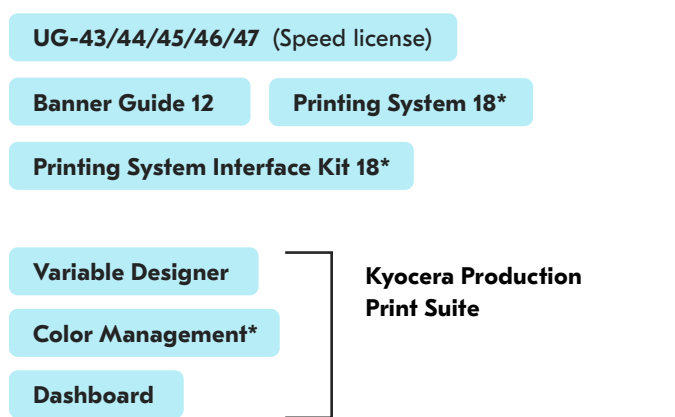 UG-43/44/45/46/47 (Speed license)
Banner Guide 12
Printing System 18*
Printing System Interface Kit 18*
Variable Designer
Color Management*
Dashboard
Kyocera Production
Print Suite